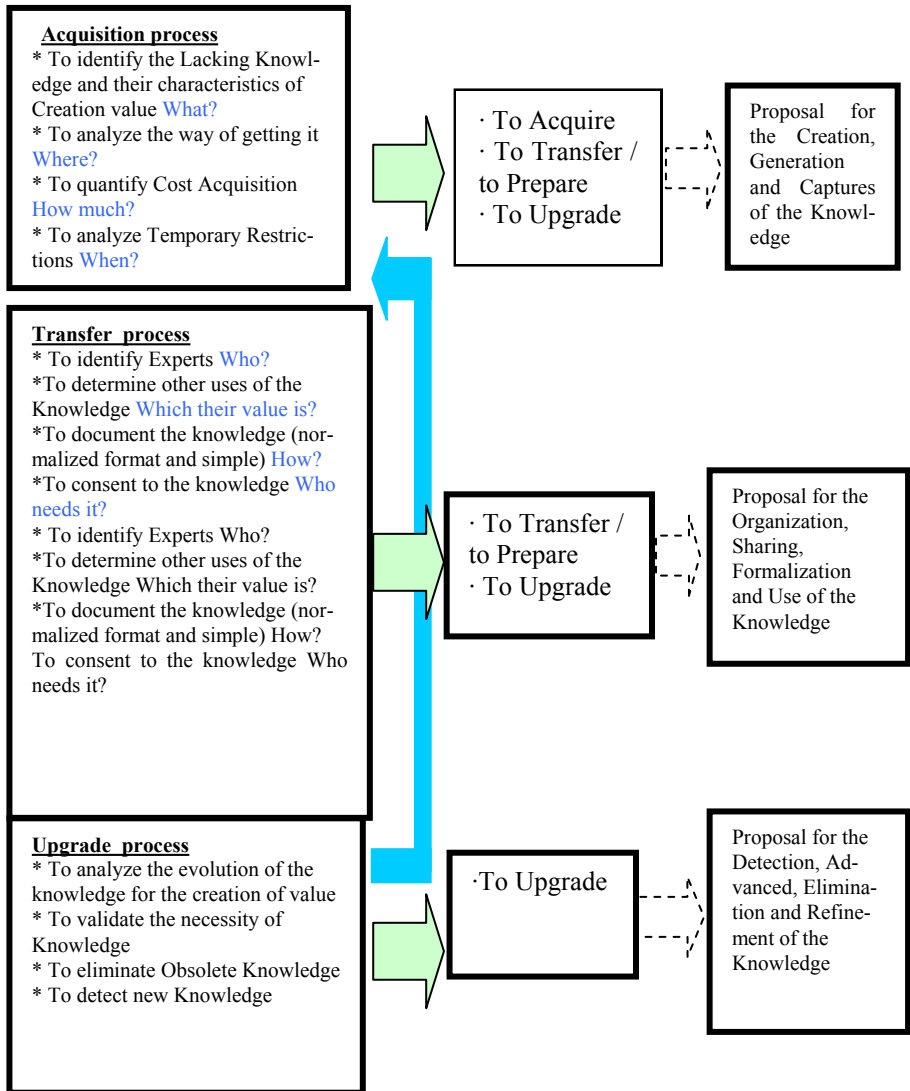 Acquisition process
* To identify the Lacking Knowl-
edge and their characteristics of
Creation value What?
* To analyze the way of getting it
Where?
* To quantify Cost Acquisition
How much?
* To analyze Temporary Restric-
tions When?
· To Acquire
· To Transfer /
to Prepare
· To Upgrade
Proposal for
the Creation,
Generation
and Captures
of the Knowl-
edge
Transfer process
* To identify Experts Who?
*To determine other uses of the
Knowledge Which their value is?
*To document the knowledge (nor-
malized format and simple) How?
*To consent to the knowledge Who
needs it?
* To identify Experts Who?
*To determine other uses of the
Knowledge Which their value is?
*To document the knowledge (nor-
malized format and simple) How?
To consent to the knowledge Who
needs it?
· To Transfer /
to Prepare
· To Upgrade
Proposal for the
Organization,
Sharing,
Formalization
and Use of the
Knowledge
Upgrade process
* To analyze the evolution of the
knowledge for the creation of value
* To validate the necessity of
Knowledge
* To eliminate Obsolete Knowledge
* To detect new Knowledge
·To Upgrade
Proposal for the
Detection, Ad-
vanced, Elimina-
tion and Refine-
ment of the
Knowledge